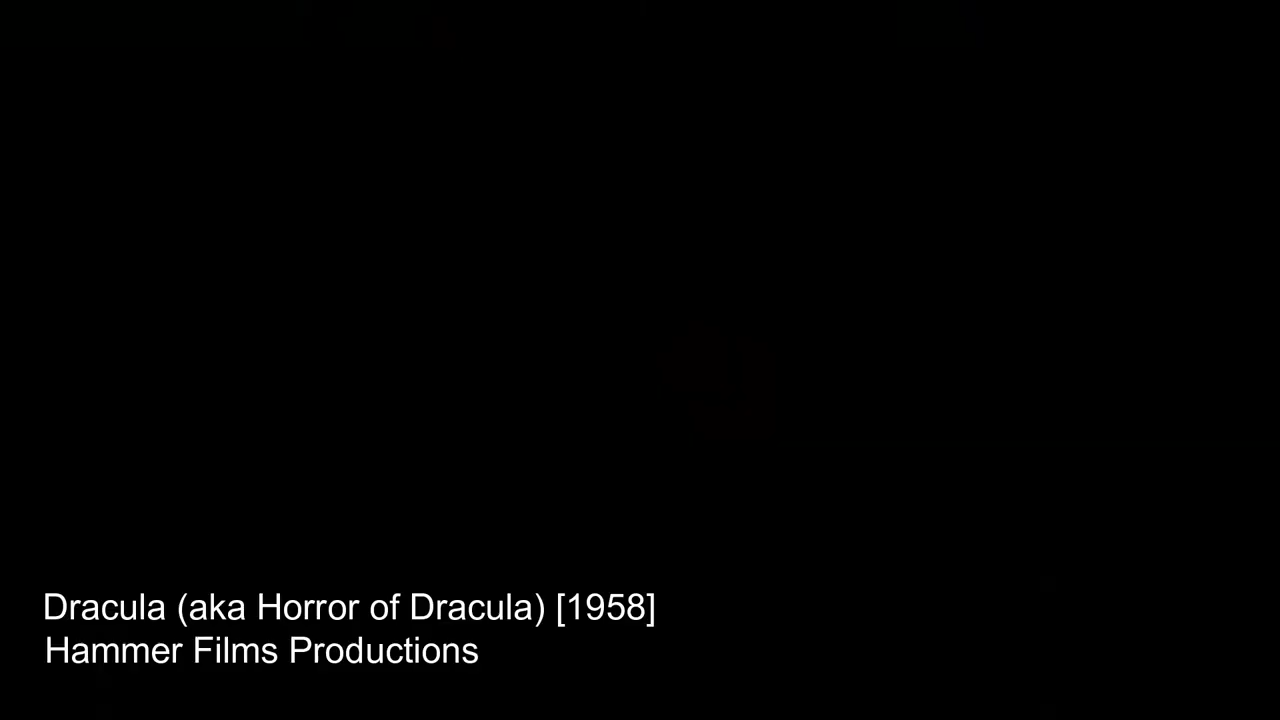 Dracula (aka Horror of Dracula) [1958]
Hammer Films Productions